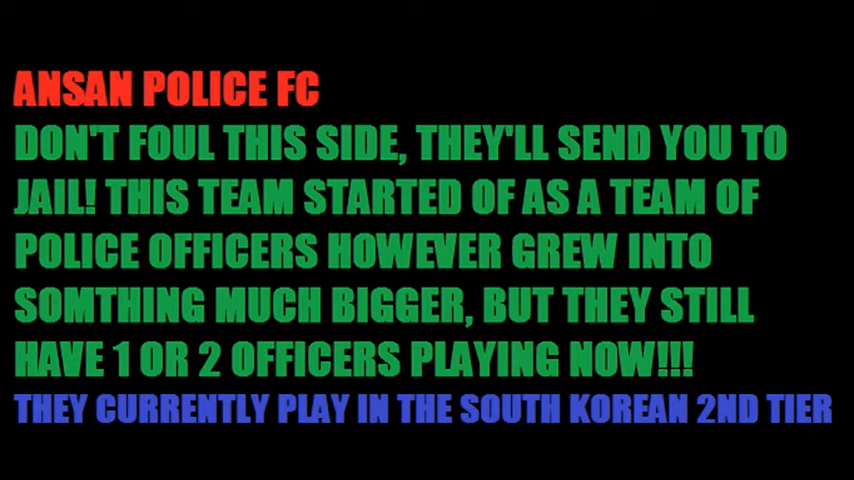 ANSAN POLICE FC
DON'T FOUL THIS SIDE, THEY'LL SEND YOU TO
JAIL! THIS TEAM STARTED OF AS A TEAM OF
POLICE OFFICERS HOWEVER GREW INTO
SOMTHING MUCH BIGGER, BUT THEY STILL
HAVE 1 OR 2 OFFICERS PLAYING NOW!!!
THEY CURRENTLY PLAY IN THE SOUTH KOREAN 2ND TIER